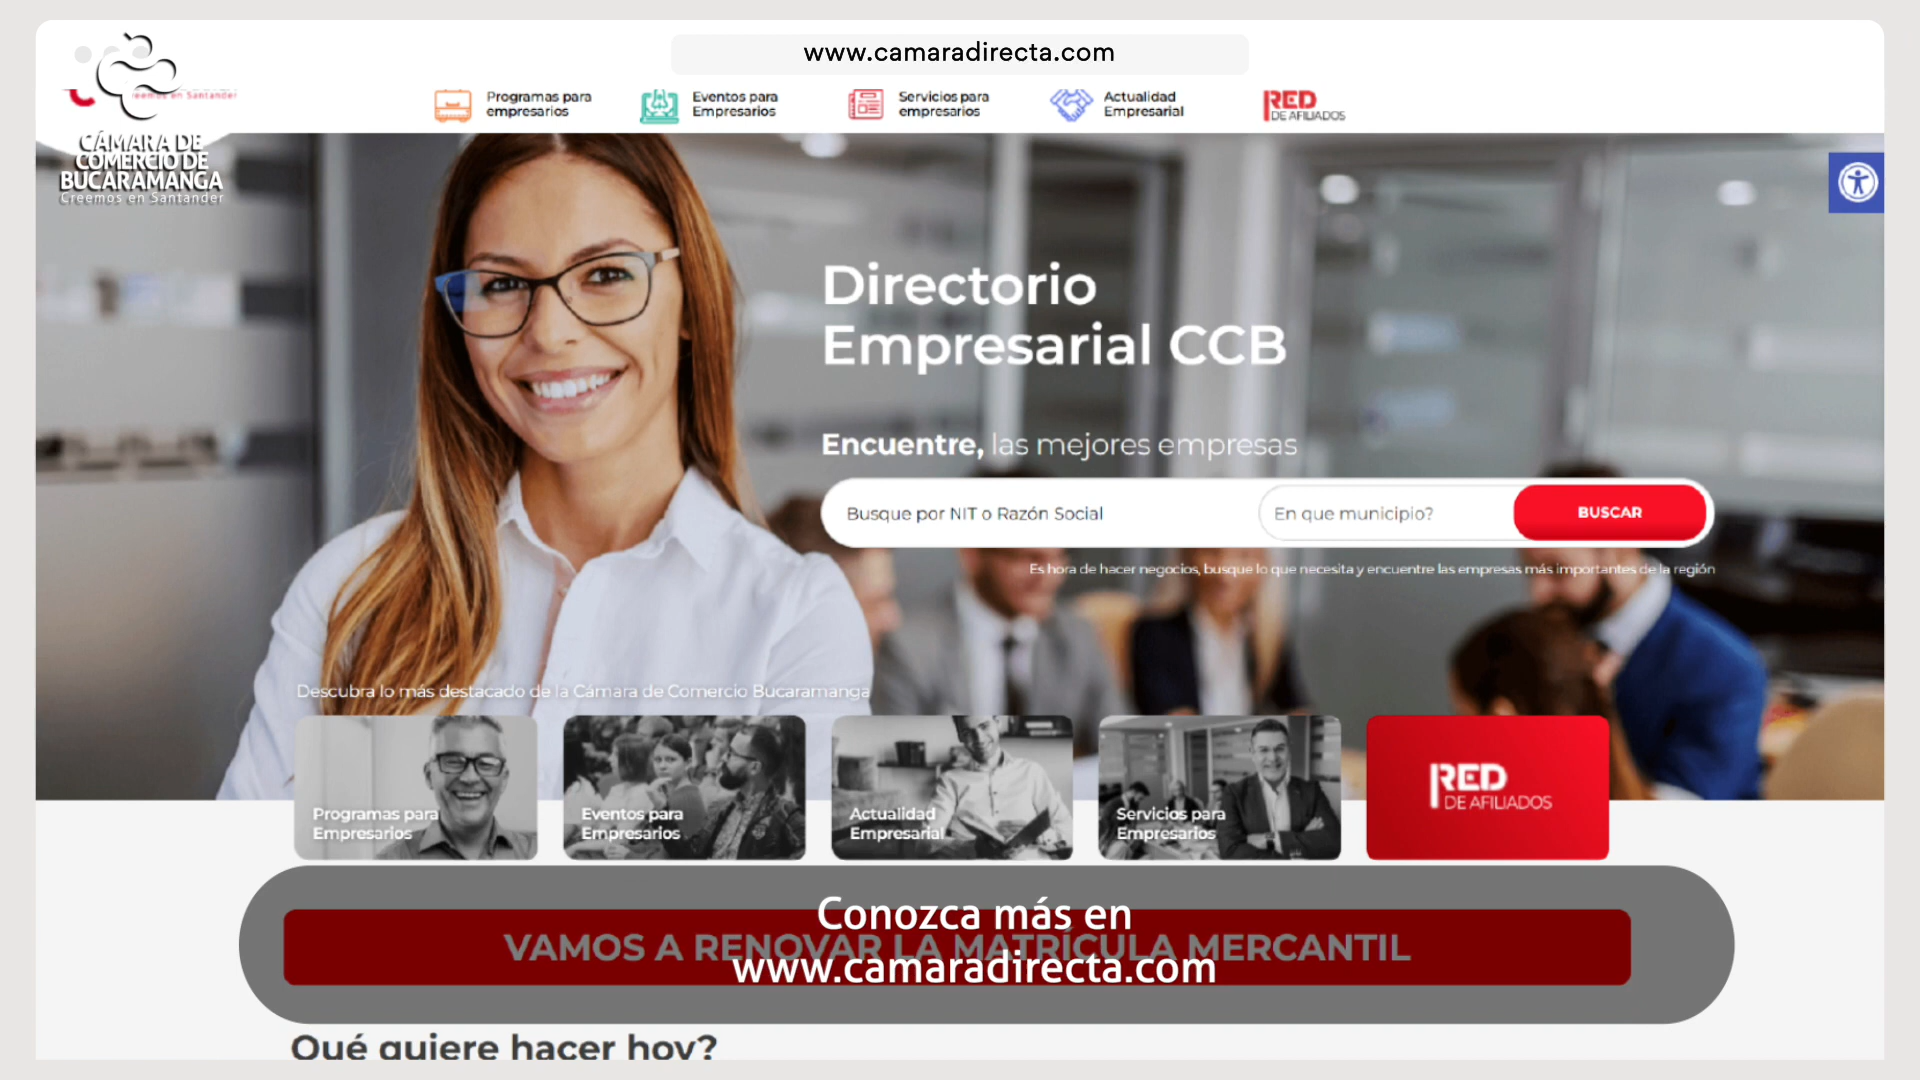 www.camaradirecta.com
Creemos en Santander
Programas para
empresarios
Eventos para
Empresarios
Servicios para
empresarios
Actualidad
Empresarial
RED
DE AFILIADOS
CÁMARA DE
COMERCIO DE
BUCARAMANGA
Creemos en Santander
Directorio
Empresarial CCB
Encuentre, las mejores empresas
Busque por NIT o Razón Social
En que municipio?
BUSCAR
Es hora de hacer negocios, busque lo que necesita y encuentre las empresas más importantes de la región
Descubra lo más destacado de la Cámara de Comercio Bucaramanga
Programas para
Empresarios
Eventos para
Empresarios
Actualidad
Empresarial
Servicios para
Empresarios
RED
DE AFILIADOS
Conozca más en
VAMOS A RENOVAR LA MATRÍCULA MERCANTIL
www.camaradirecta.com
Qué quiere hacer hoy?